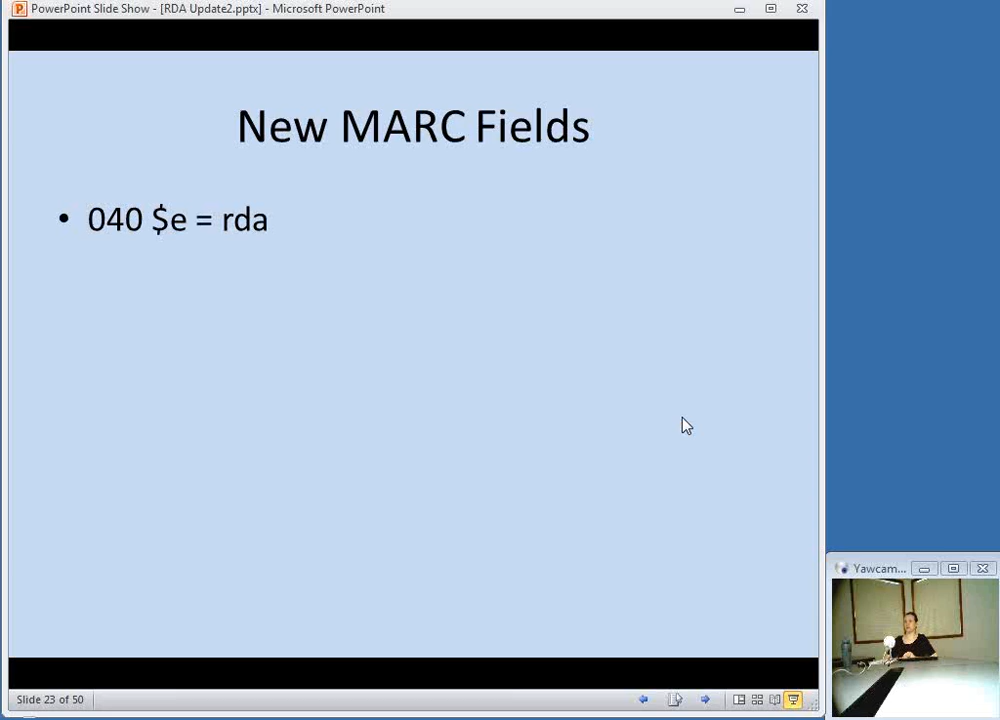 PowerPoint Slide Show - [RDA Update2.pptx] - Microsoft PowerPoint
New MARC Fields
• 040 $e = rda
Yawcam...
Slide 23 of 50